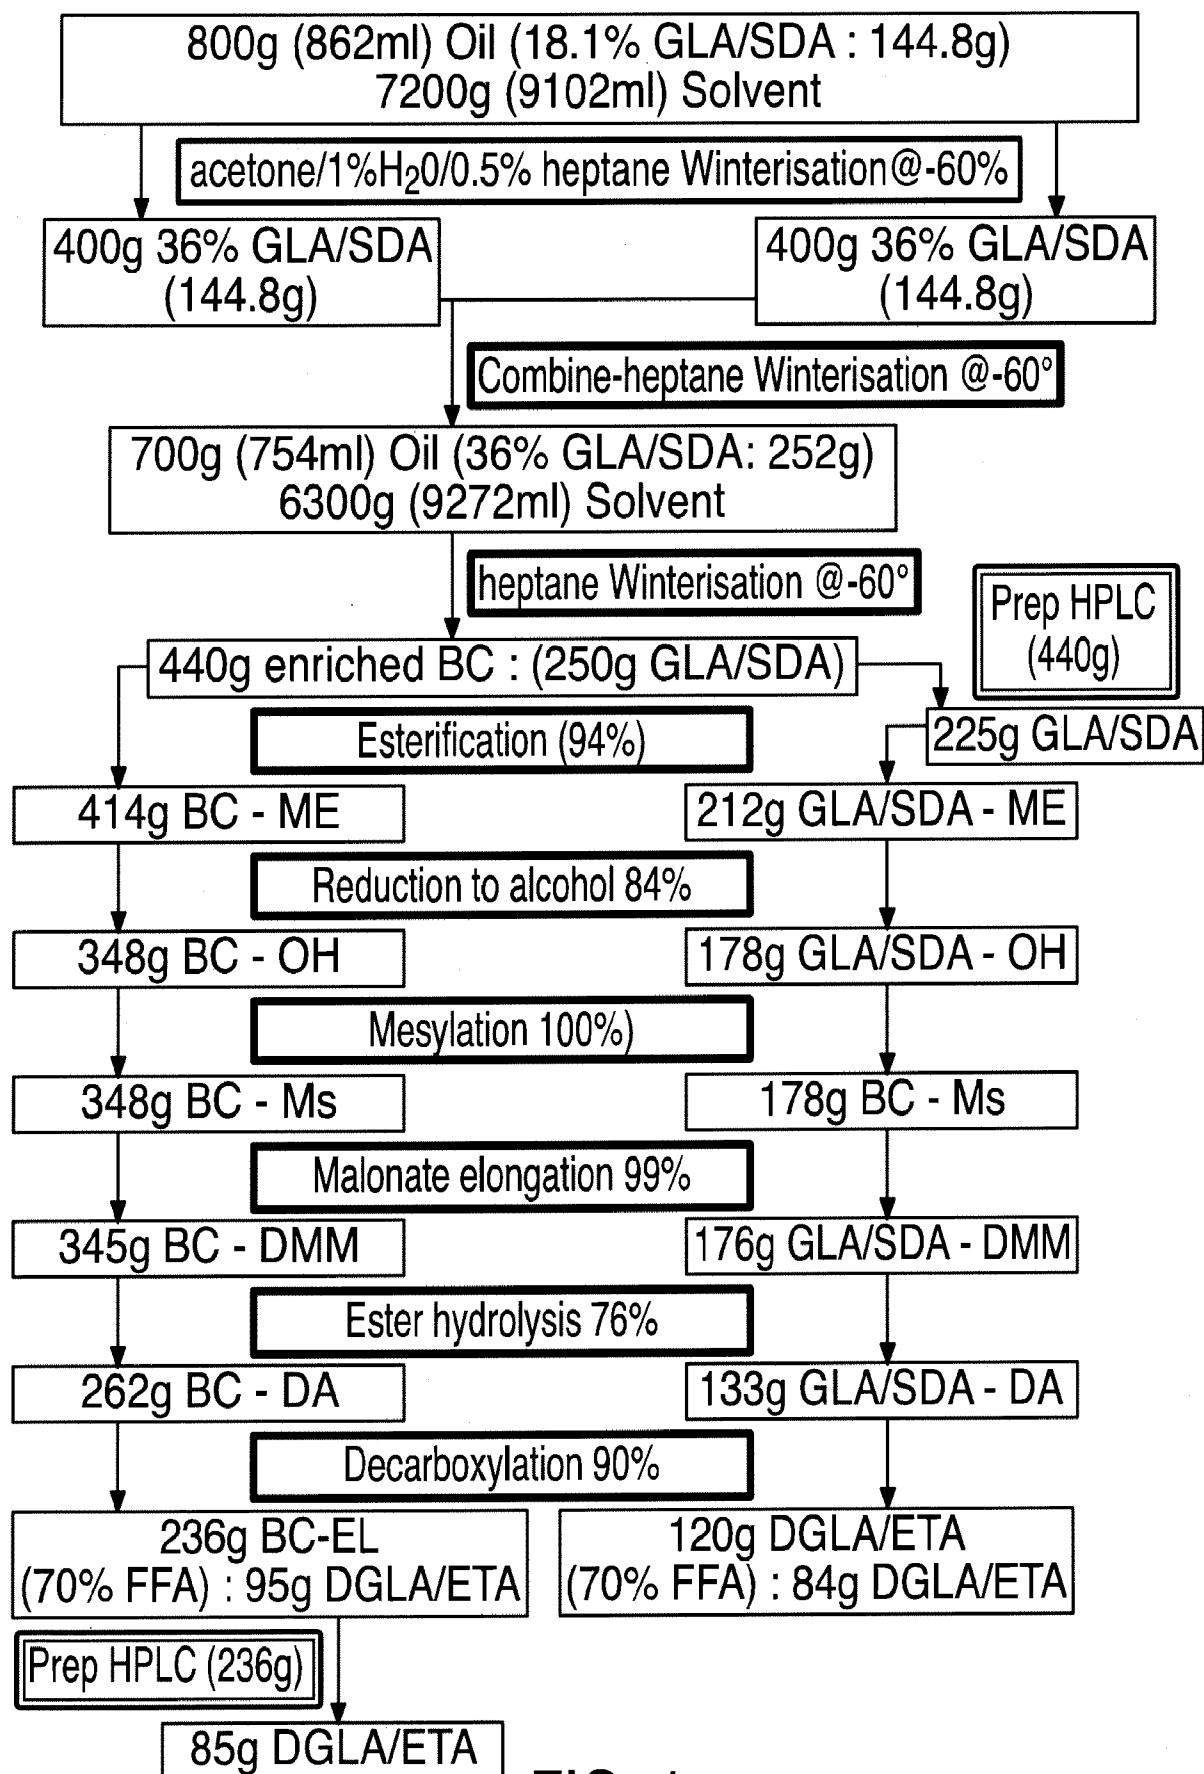 800g (862ml) Oil (18.1% GLA/SDA : 144.8g)
7200g (9102ml) Solvent
acetone/1%H₂0/0.5% heptane Winterisation@-60%
400g 36% GLA/SDA
(144.8g)
400g 36% GLA/SDA
(144.8g)
Combine-heptane Winterisation @-60°
700g (754ml) Oil (36% GLA/SDA: 252g)
6300g (9272ml) Solvent
heptane Winterisation @-60°
Prep HPLC
(440g)
440g enriched BC : (250g GLA/SDA)
225g GLA/SDA
Esterification (94%)
414g BC - ME
212g GLA/SDA - ME
Reduction to alcohol 84%
348g BC - OH
178g GLA/SDA - OH
Mesylation 100%)
348g BC - Ms
178g BC - Ms
Malonate elongation 99%
345g BC - DMM
176g GLA/SDA - DMM
Ester hydrolysis 76%
262g BC - DA
133g GLA/SDA - DA
Decarboxylation 90%
236g BC-EL
(70% FFA) : 95g DGLA/ETA
120g DGLA/ETA
(70% FFA) : 84g DGLA/ETA
Prep HPLC (236g)
85g DGLA/ETA